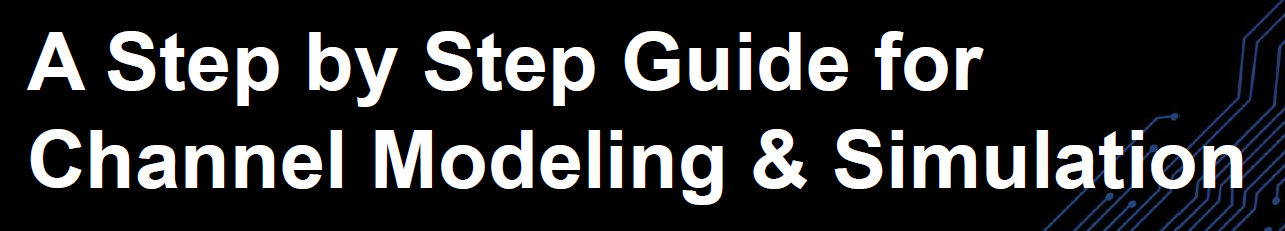 A Step by Step Guide for
Channel Modeling & Simulation